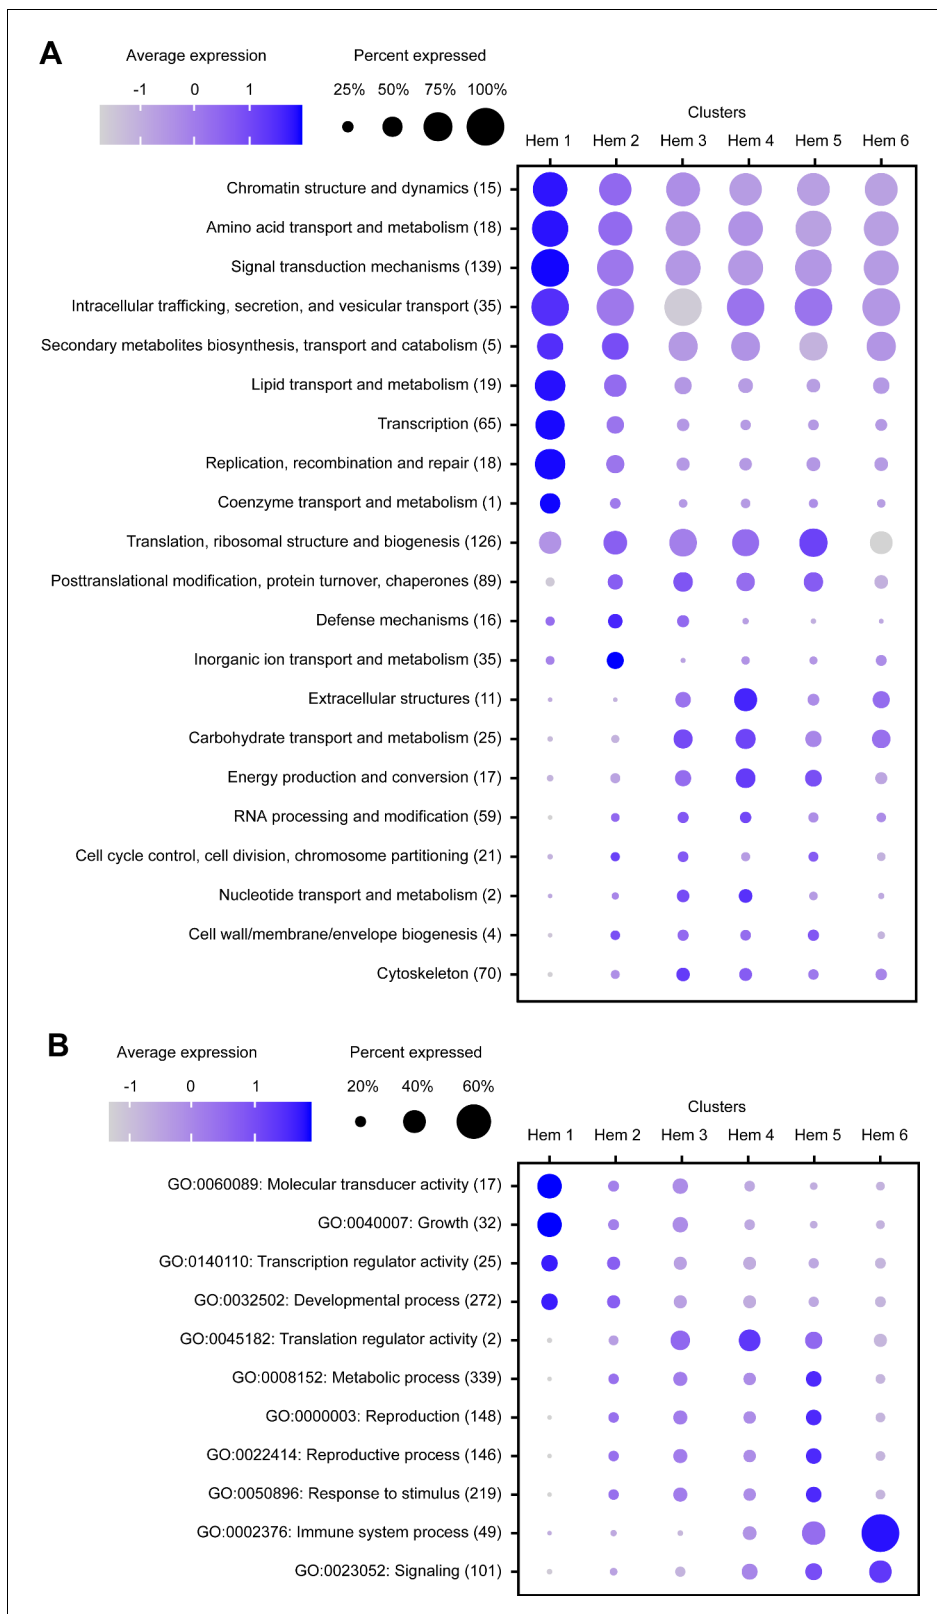 A
Average expression
Percent expressed
-1 0 1
25% 50% 75% 100%
Clusters
Hem 1 Hem 2 Hem 3 Hem 4 Hem 5 Hem 6
Chromatin structure and dynamics (15)
Amino acid transport and metabolism (18)
Signal transduction mechanisms (139)
Intracellular trafficking, secretion, and vesicular transport (35)
Secondary metabolites biosynthesis, transport and catabolism (5)
Lipid transport and metabolism (19)
Transcription (65)
Replication, recombination and repair (18)
Coenzyme transport and metabolism (1)
Translation, ribosomal structure and biogenesis (126)
Posttranslational modification, protein turnover, chaperones (89)
Defense mechanisms (16)
Inorganic ion transport and metabolism (35)
Extracellular structures (11)
Carbohydrate transport and metabolism (25)
Energy production and conversion (17)
RNA processing and modification (59)
Cell cycle control, cell division, chromosome partitioning (21)
Nucleotide transport and metabolism (2)
Cell wall/membrane/envelope biogenesis (4)
Cytoskeleton (70)
B
Average expression
Percent expressed
-1 0 1
20% 40% 60%
Clusters
Hem 1 Hem 2 Hem 3 Hem 4 Hem 5 Hem 6
GO:0060089: Molecular transducer activity (17)
GO:0040007: Growth (32)
GO:0140110: Transcription regulator activity (25)
GO:0032502: Developmental process (272)
GO:0045182: Translation regulator activity (2)
GO:0008152: Metabolic process (339)
GO:0000003: Reproduction (148)
GO:0022414: Reproductive process (146)
GO:0050896: Response to stimulus (219)
GO:0002376: Immune system process (49)
GO:0023052: Signaling (101)